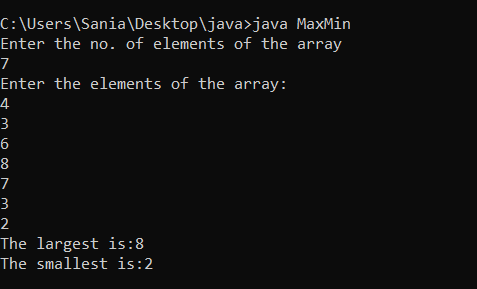 C:\Users\Sania\Desktop\java>java MaxMin
Enter the no. of elements of the array
7
Enter the elements of the array:
4
3
6
8
7
3
2
The largest is:8
The smallest is:2